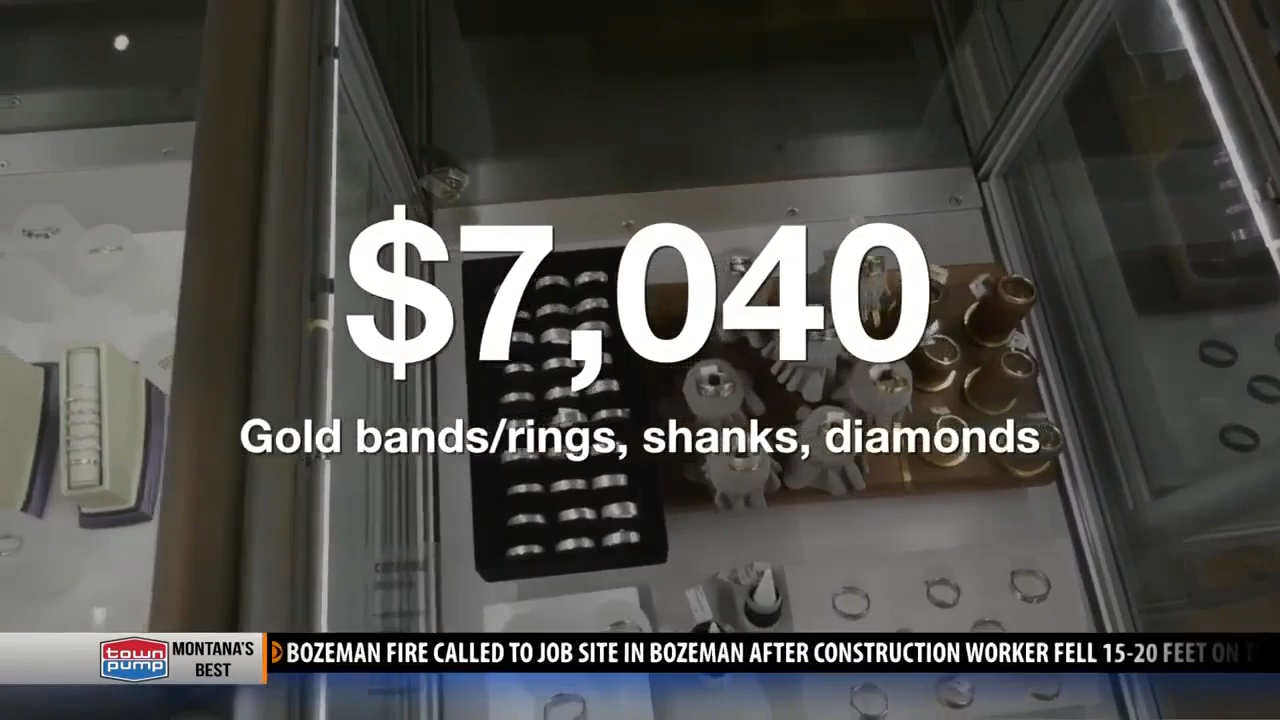 $7,040
Gold bands/rings, shanks, diamonds
town pump
MONTANA'S BEST
BOZEMAN FIRE CALLED TO JOB SITE IN BOZEMAN AFTER CONSTRUCTION WORKER FELL 15-20 FEET ON